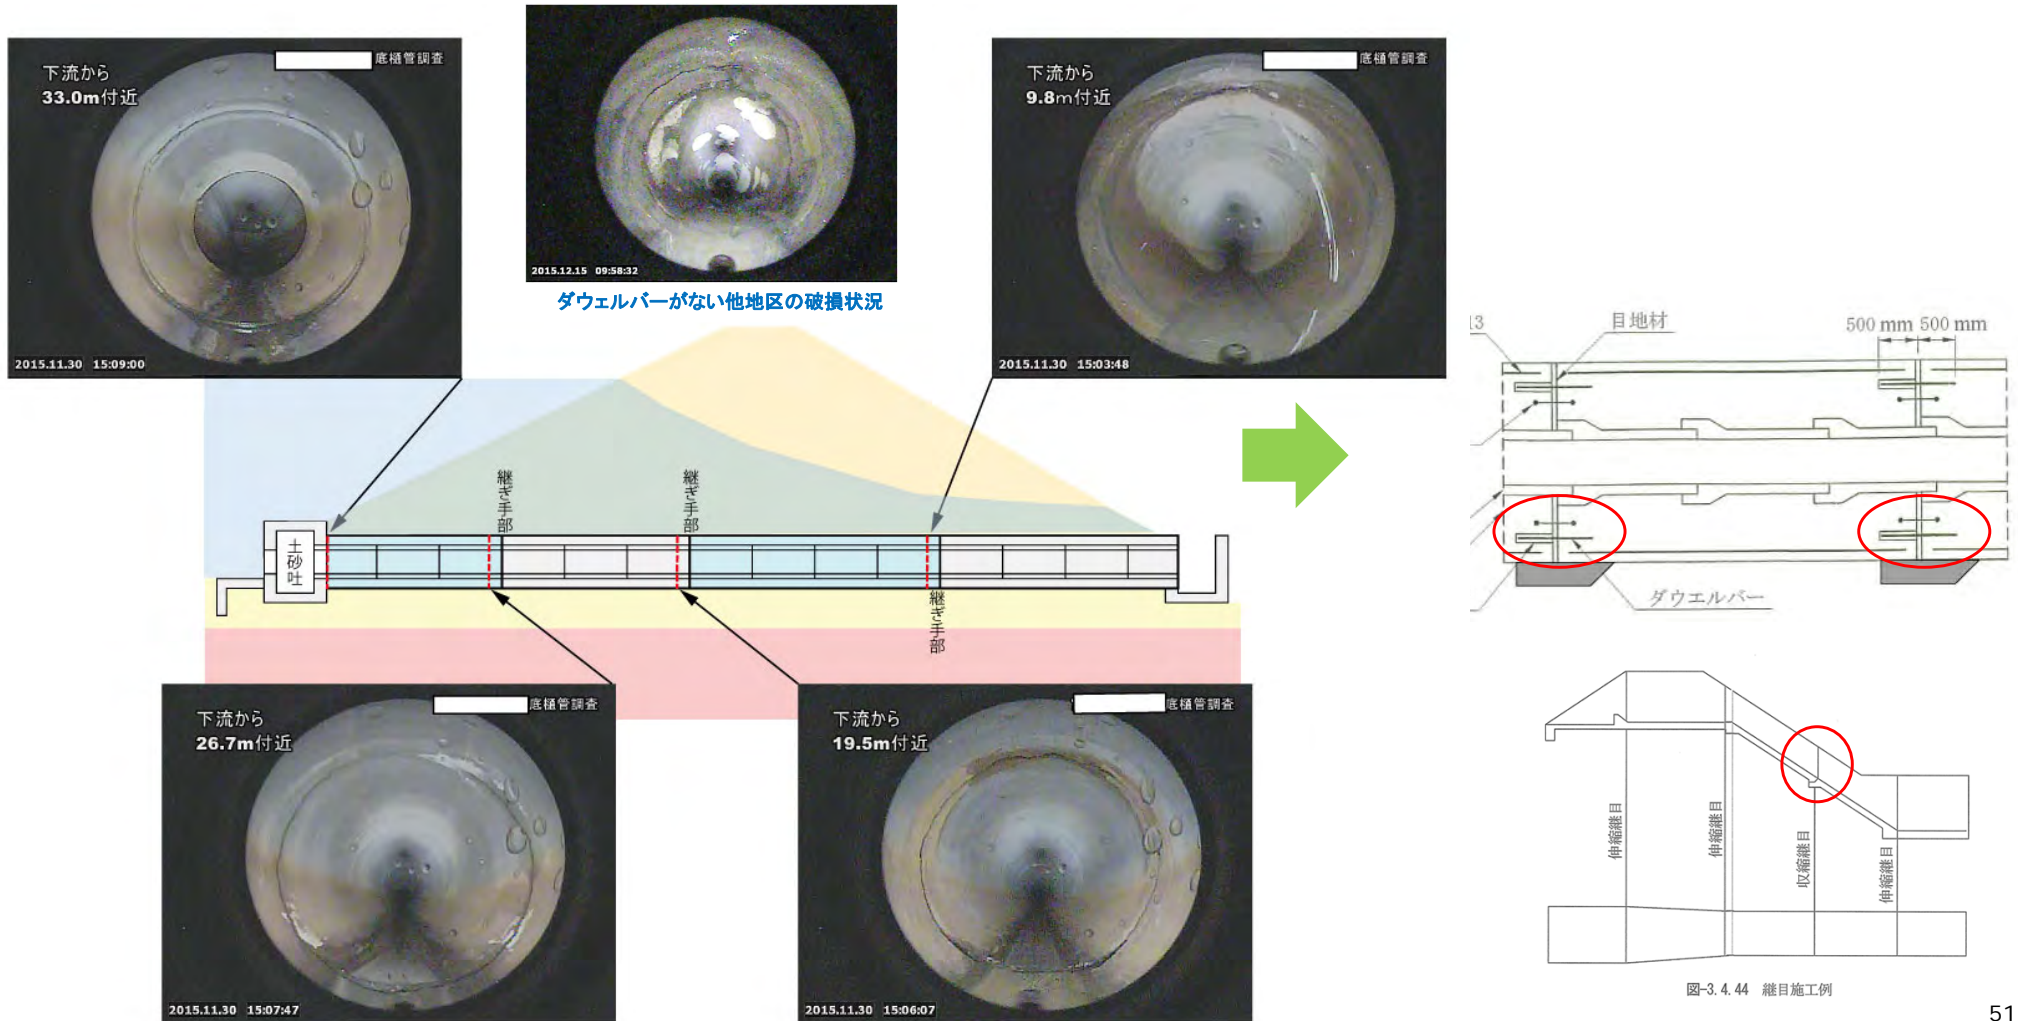 下流から
33.0m付近
底樋管調査
2015.11.30 15:09:00
2015.12.15 09:58:32
ダウェルバーがない他地区の破損状況
下流から
9.8m付近
底樋管調査
2015.11.30 15:03:48
継ぎ手部
継ぎ手部
継ぎ手部
土砂吐
下流から
26.7m付近
底樋管調査
2015.11.30 15:07:47
下流から
19.5m付近
底樋管調査
2015.11.30 15:06:07
13
目地材
500 mm 500 mm
ダウエルバー
伸縮継目
伸縮継目
収縮継目
伸縮継目
図-3.4.44 継目施工例
51